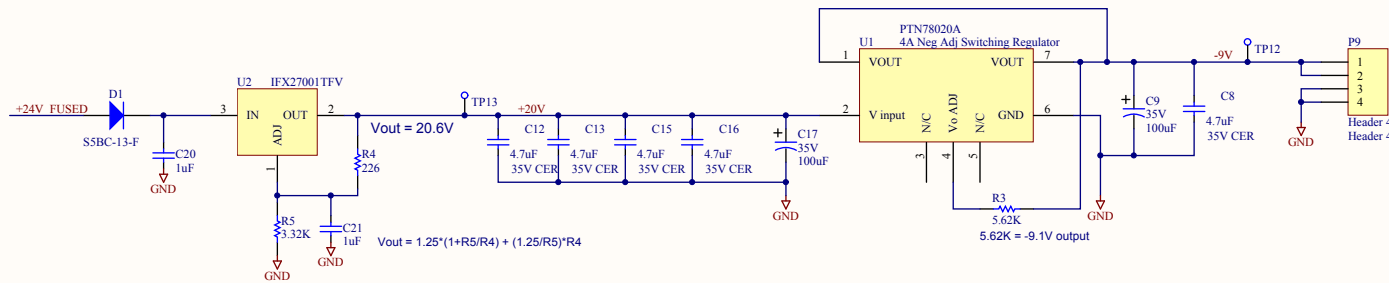 PTN78020A
4A Neg Adj Switching Regulator
U1
P9
1
VOUT
VOUT
7
-9V
TP12
1
2
3
4
Header 4
Header 4
GND
U2
IFX27001TFV
+24V_FUSED
D1
S5BC-13-F
3
IN
OUT
2
ADJ
1
TP13
+20V
Vout = 20.6V
C20
1uF
GND
R4
226
R5
3.32K
GND
C21
1uF
GND
Vout = 1.25*(1+R5/R4) + (1.25/R5)*R4
C12
4.7uF
35V CER
C13
4.7uF
35V CER
C15
4.7uF
35V CER
C16
4.7uF
35V CER
C17
35V
100uF
+
GND
2
V input
N/C
Vo ADJ
N/C
GND
6
3
4
5
R3
5.62K
5.62K = -9.1V output
+
C9
35V
100uF
C8
4.7uF
35V CER
GND